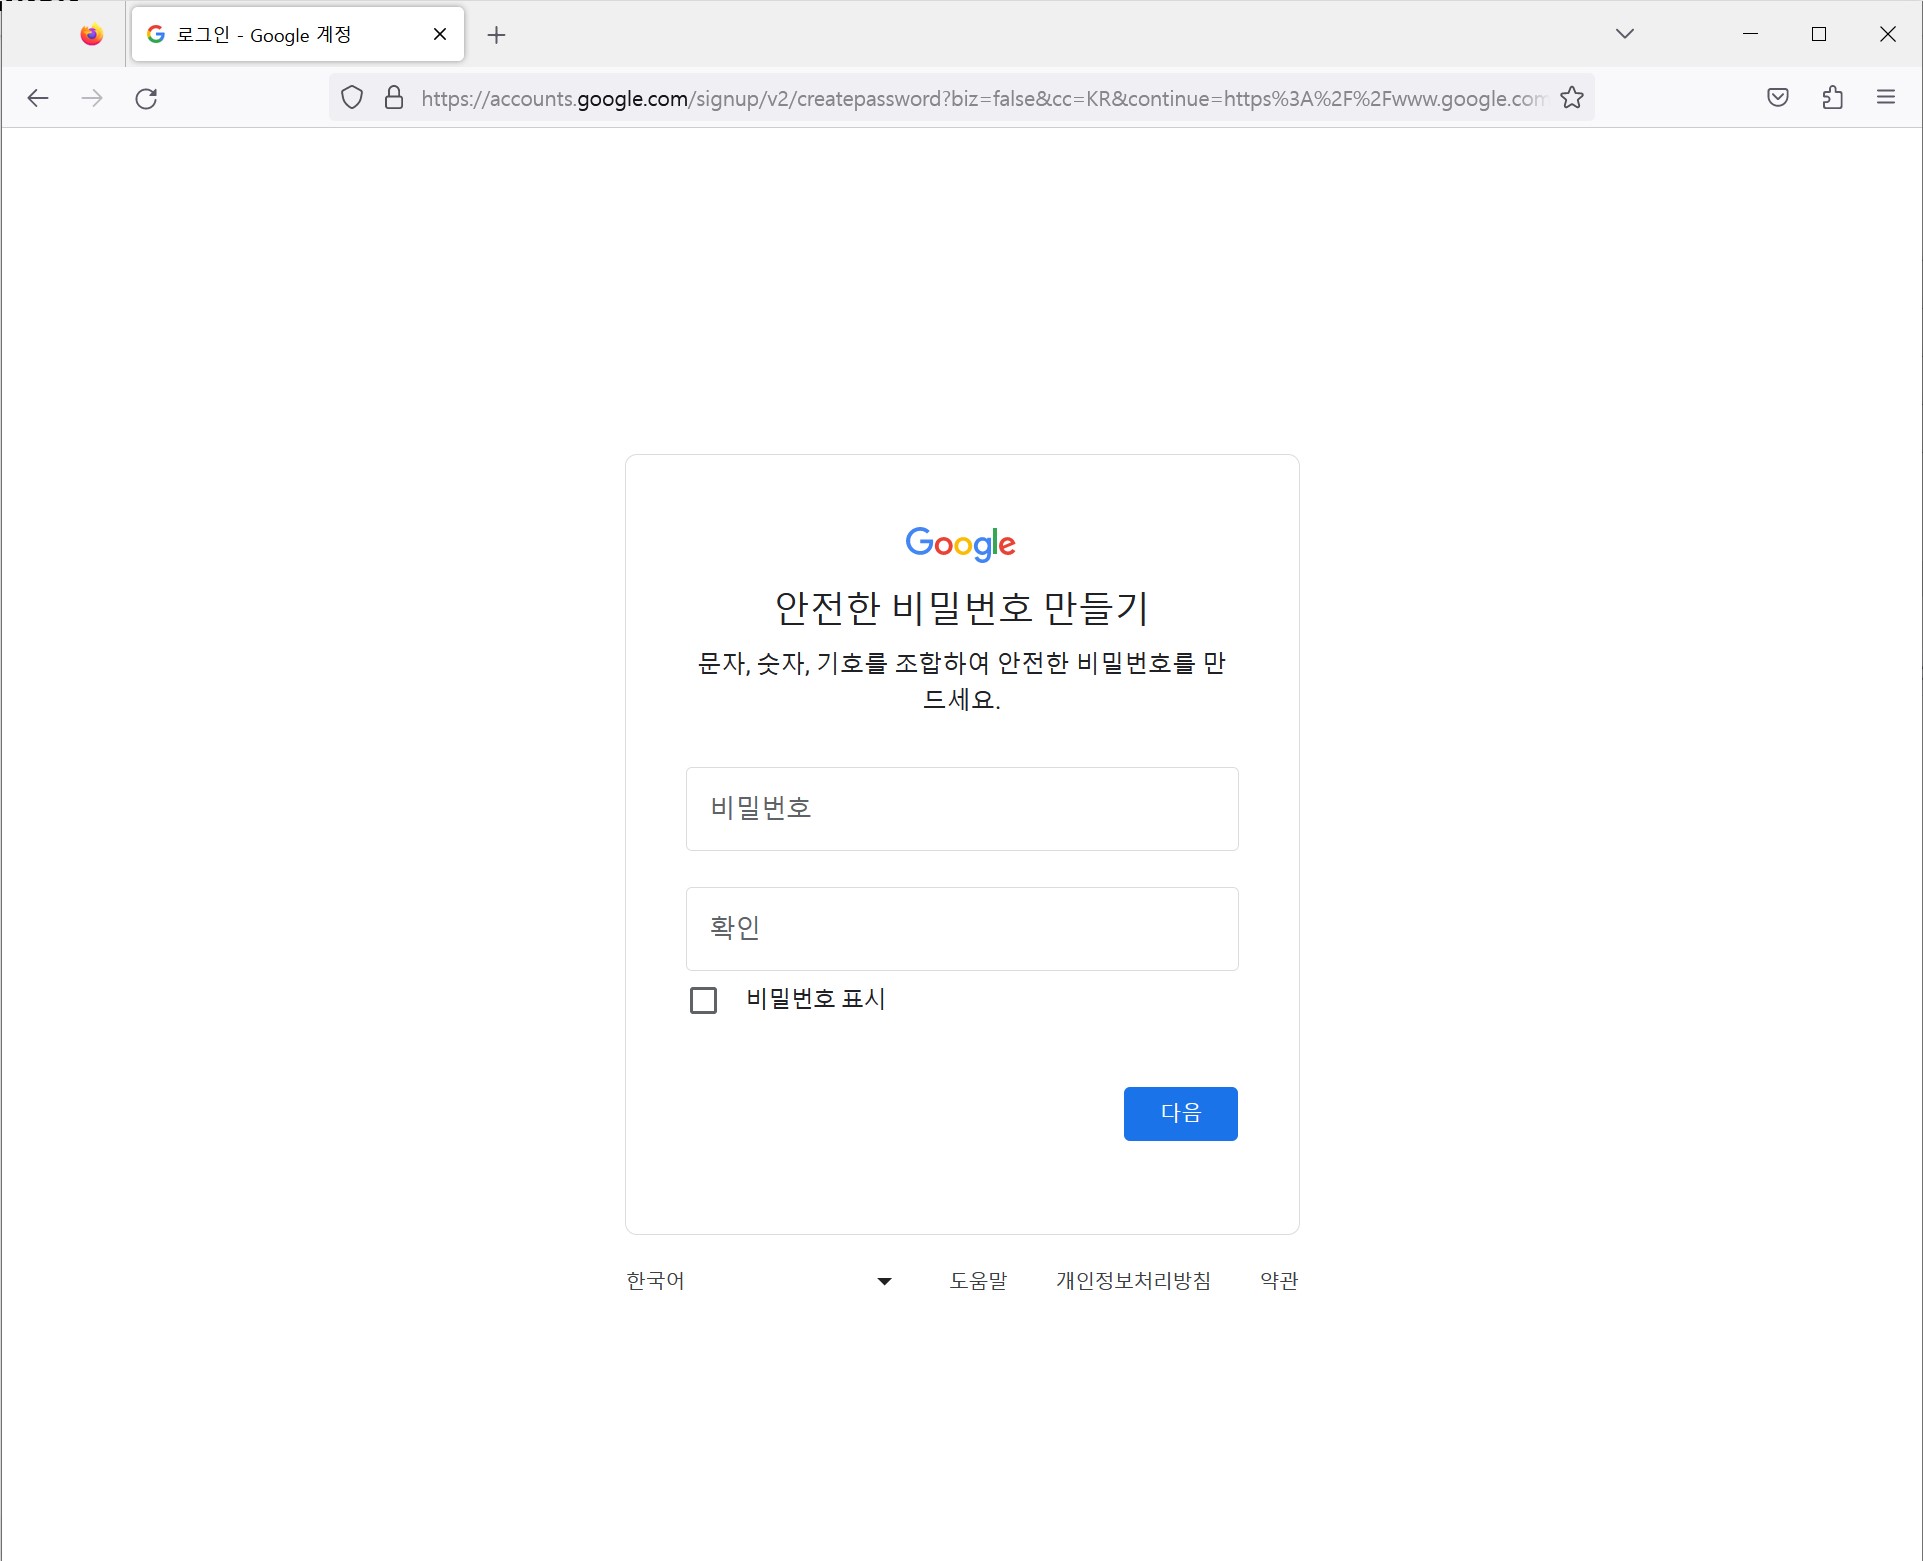 로그인 - Google 계정
https://accounts.google.com/signup/v2/createpassword?biz=false&cc=KR&continue=https%3A%2F%2Fwww.google.com
Google
안전한 비밀번호 만들기
문자, 숫자, 기호를 조합하여 안전한 비밀번호를 만
드세요.
비밀번호
확인
비밀번호 표시
다음
한국어 도움말 개인정보처리방침 약관